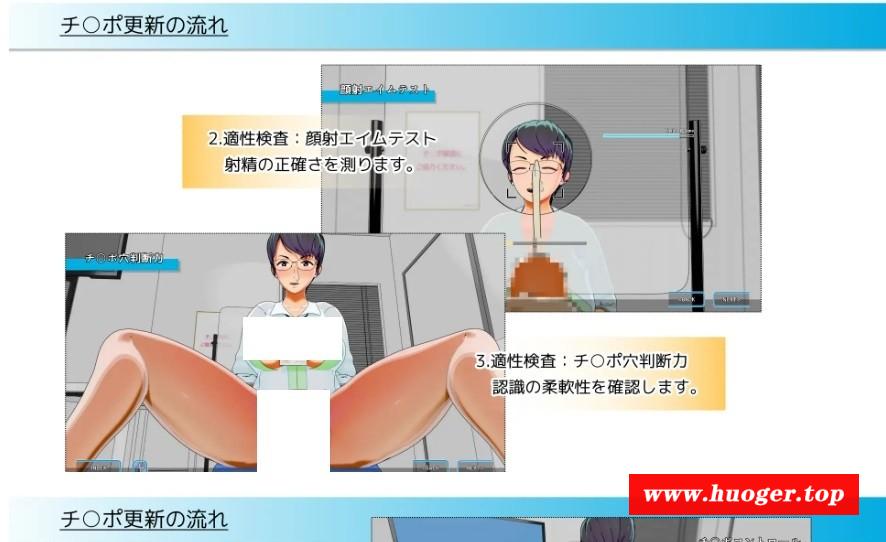 チ○ポ更新の流れ
顔射エイムテスト
2.適性検査：顔射エイムテスト
射精の正確さを測ります。
チ○ポ穴判断力
3.適性検査：チ○ポ穴判断力
認識の柔軟性を確認します。
www.huoger.top
チ○ポ更新の流れ